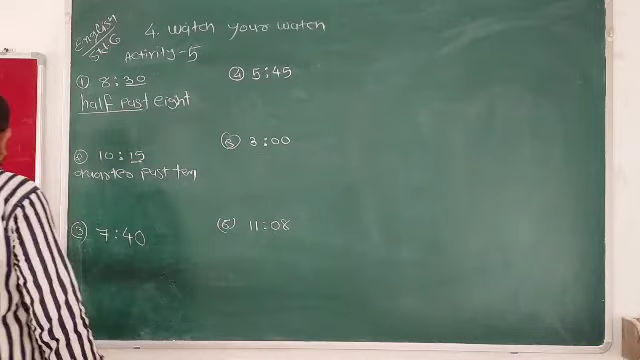 English
Std 6
4. Watch your watch
Activity-5
① 8:30
half past eight
② 10:15
quarter past ten
③ 7:40
④ 5:45
⑤ 3:00
⑥ 11:08